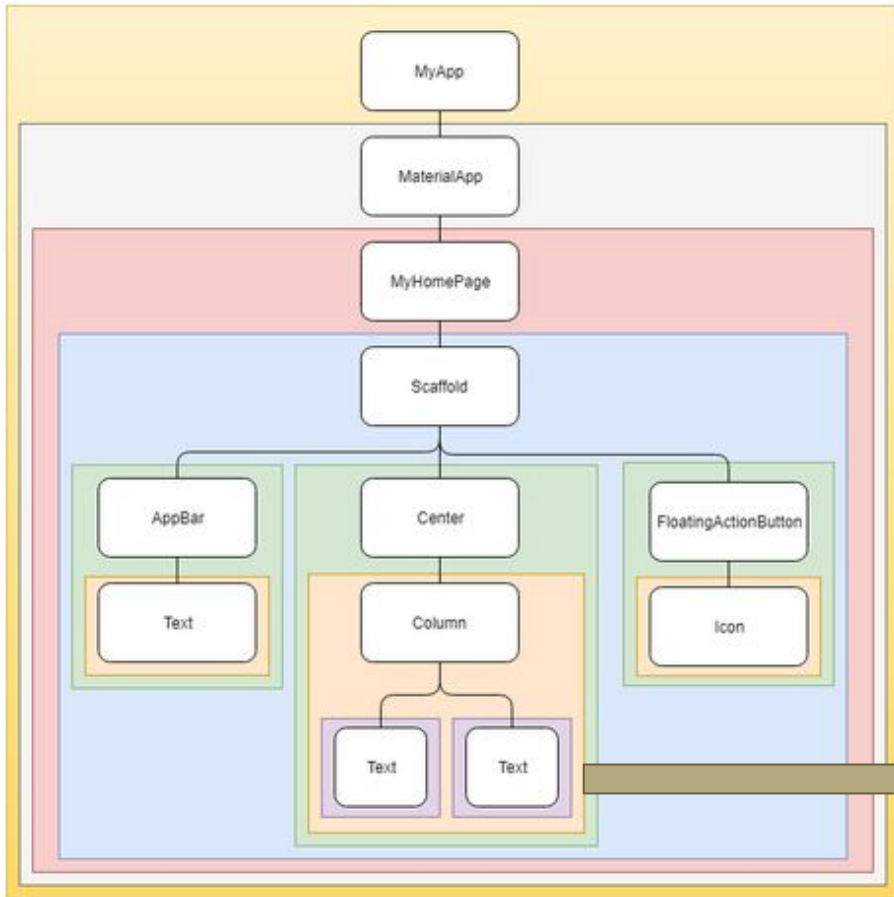 MyApp
MaterialApp
MyHomePage
Scaffold
AppBar
Center
FloatingActionButton
Text
Column
Icon
Text
Text